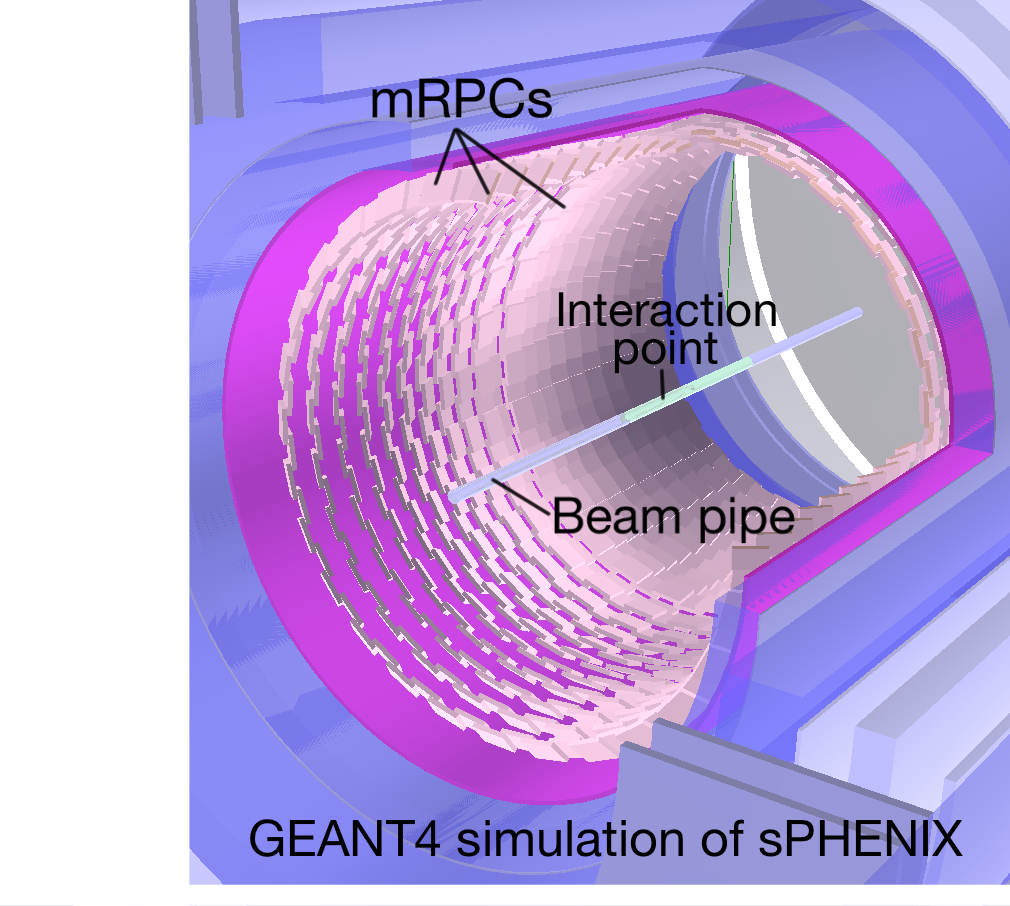 mRPCs
Interaction
point
Beam pipe
GEANT4 simulation of sPHENIX